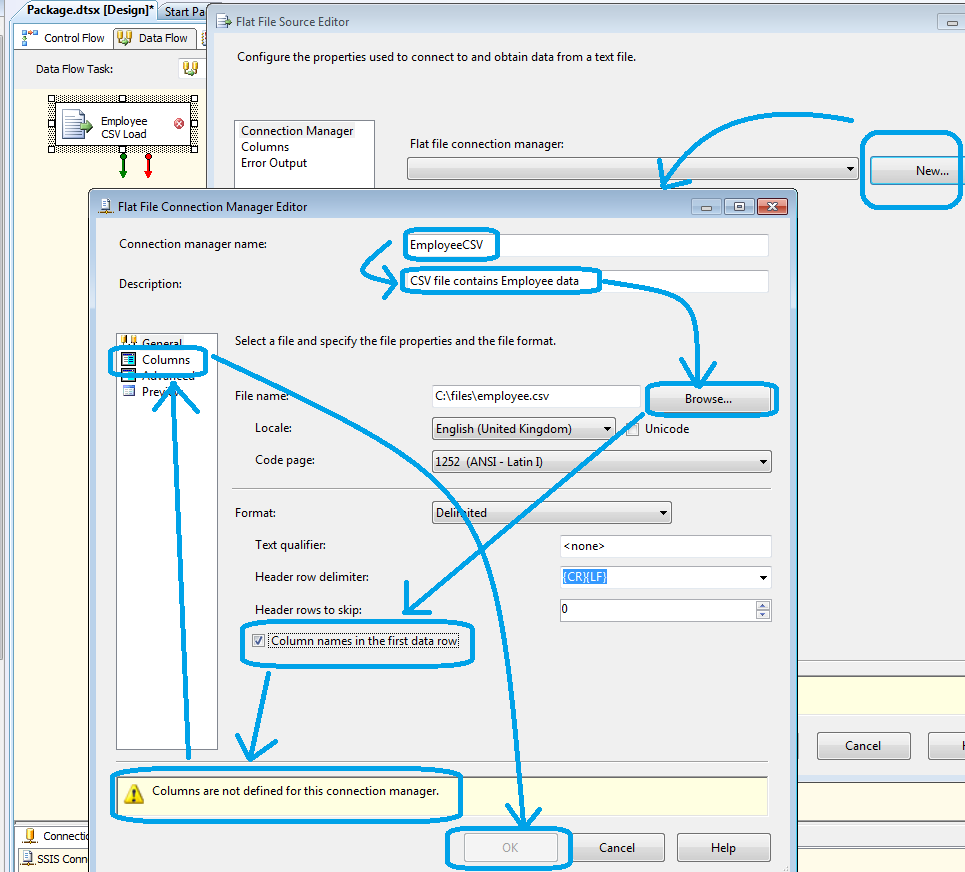 Package.dtsx [Design]*
Start Pa
Control Flow
Data Flow
Data Flow Task:
Employee
CSV Load
Flat File Source Editor
Configure the properties used to connect to and obtain data from a text file.
Connection Manager
Columns
Error Output
Flat file connection manager:
New...
Flat File Connection Manager Editor
Connection manager name:
EmployeeCSV
Description:
CSV file contains Employee data
General
Columns
Advanced
Preview
Select a file and specify the file properties and the file format.
File name:
C:\files\employee.csv
Browse...
Locale:
English (United Kingdom)
Unicode
Code page:
1252 (ANSI - Latin I)
Format:
Delimited
Text qualifier:
<none>
Header row delimiter:
{CR}{LF}
Header rows to skip:
0
Column names in the first data row
Columns are not defined for this connection manager.
OK
Cancel
Help
Cancel
Connectio
SSIS Conn